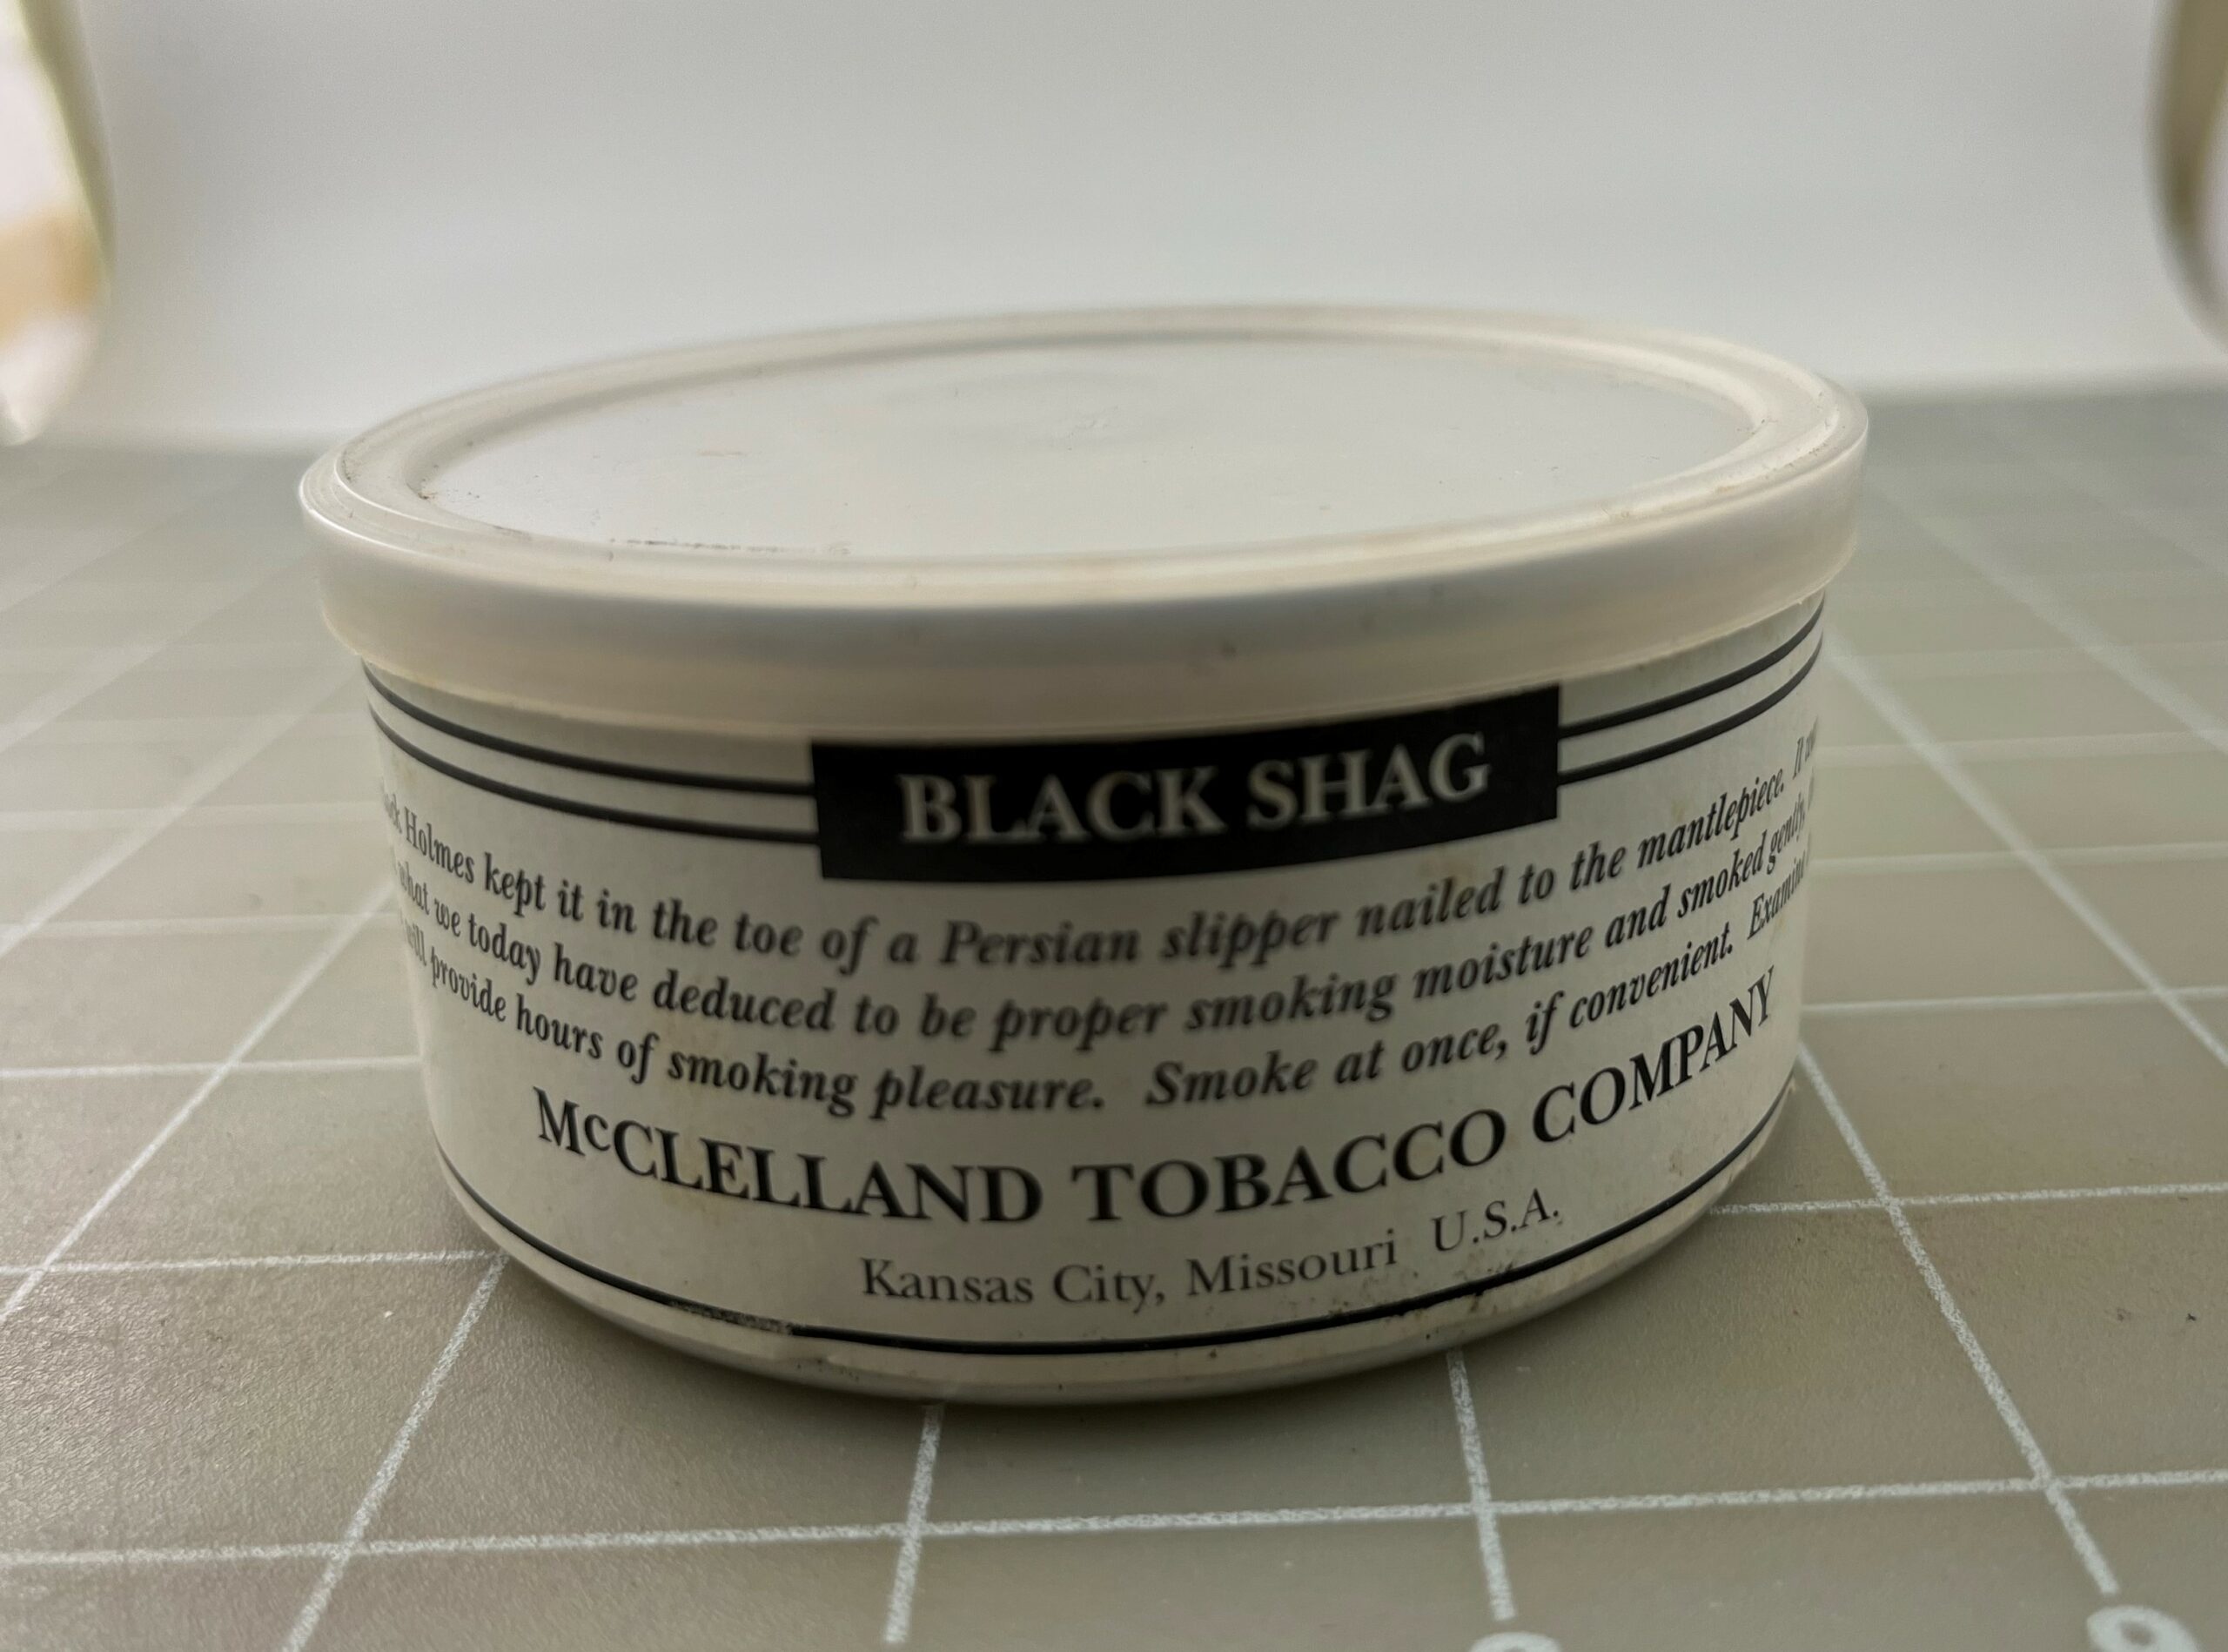 BLACK SHAG
Holmes kept it in the toe of a Persian slipper nailed to the mantlepiece. It
what we today have deduced to be proper smoking moisture and smoked gently,
will provide hours of smoking pleasure. Smoke at once, if convenient.
McCLELLAND TOBACCO COMPANY
Kansas City, Missouri U.S.A.